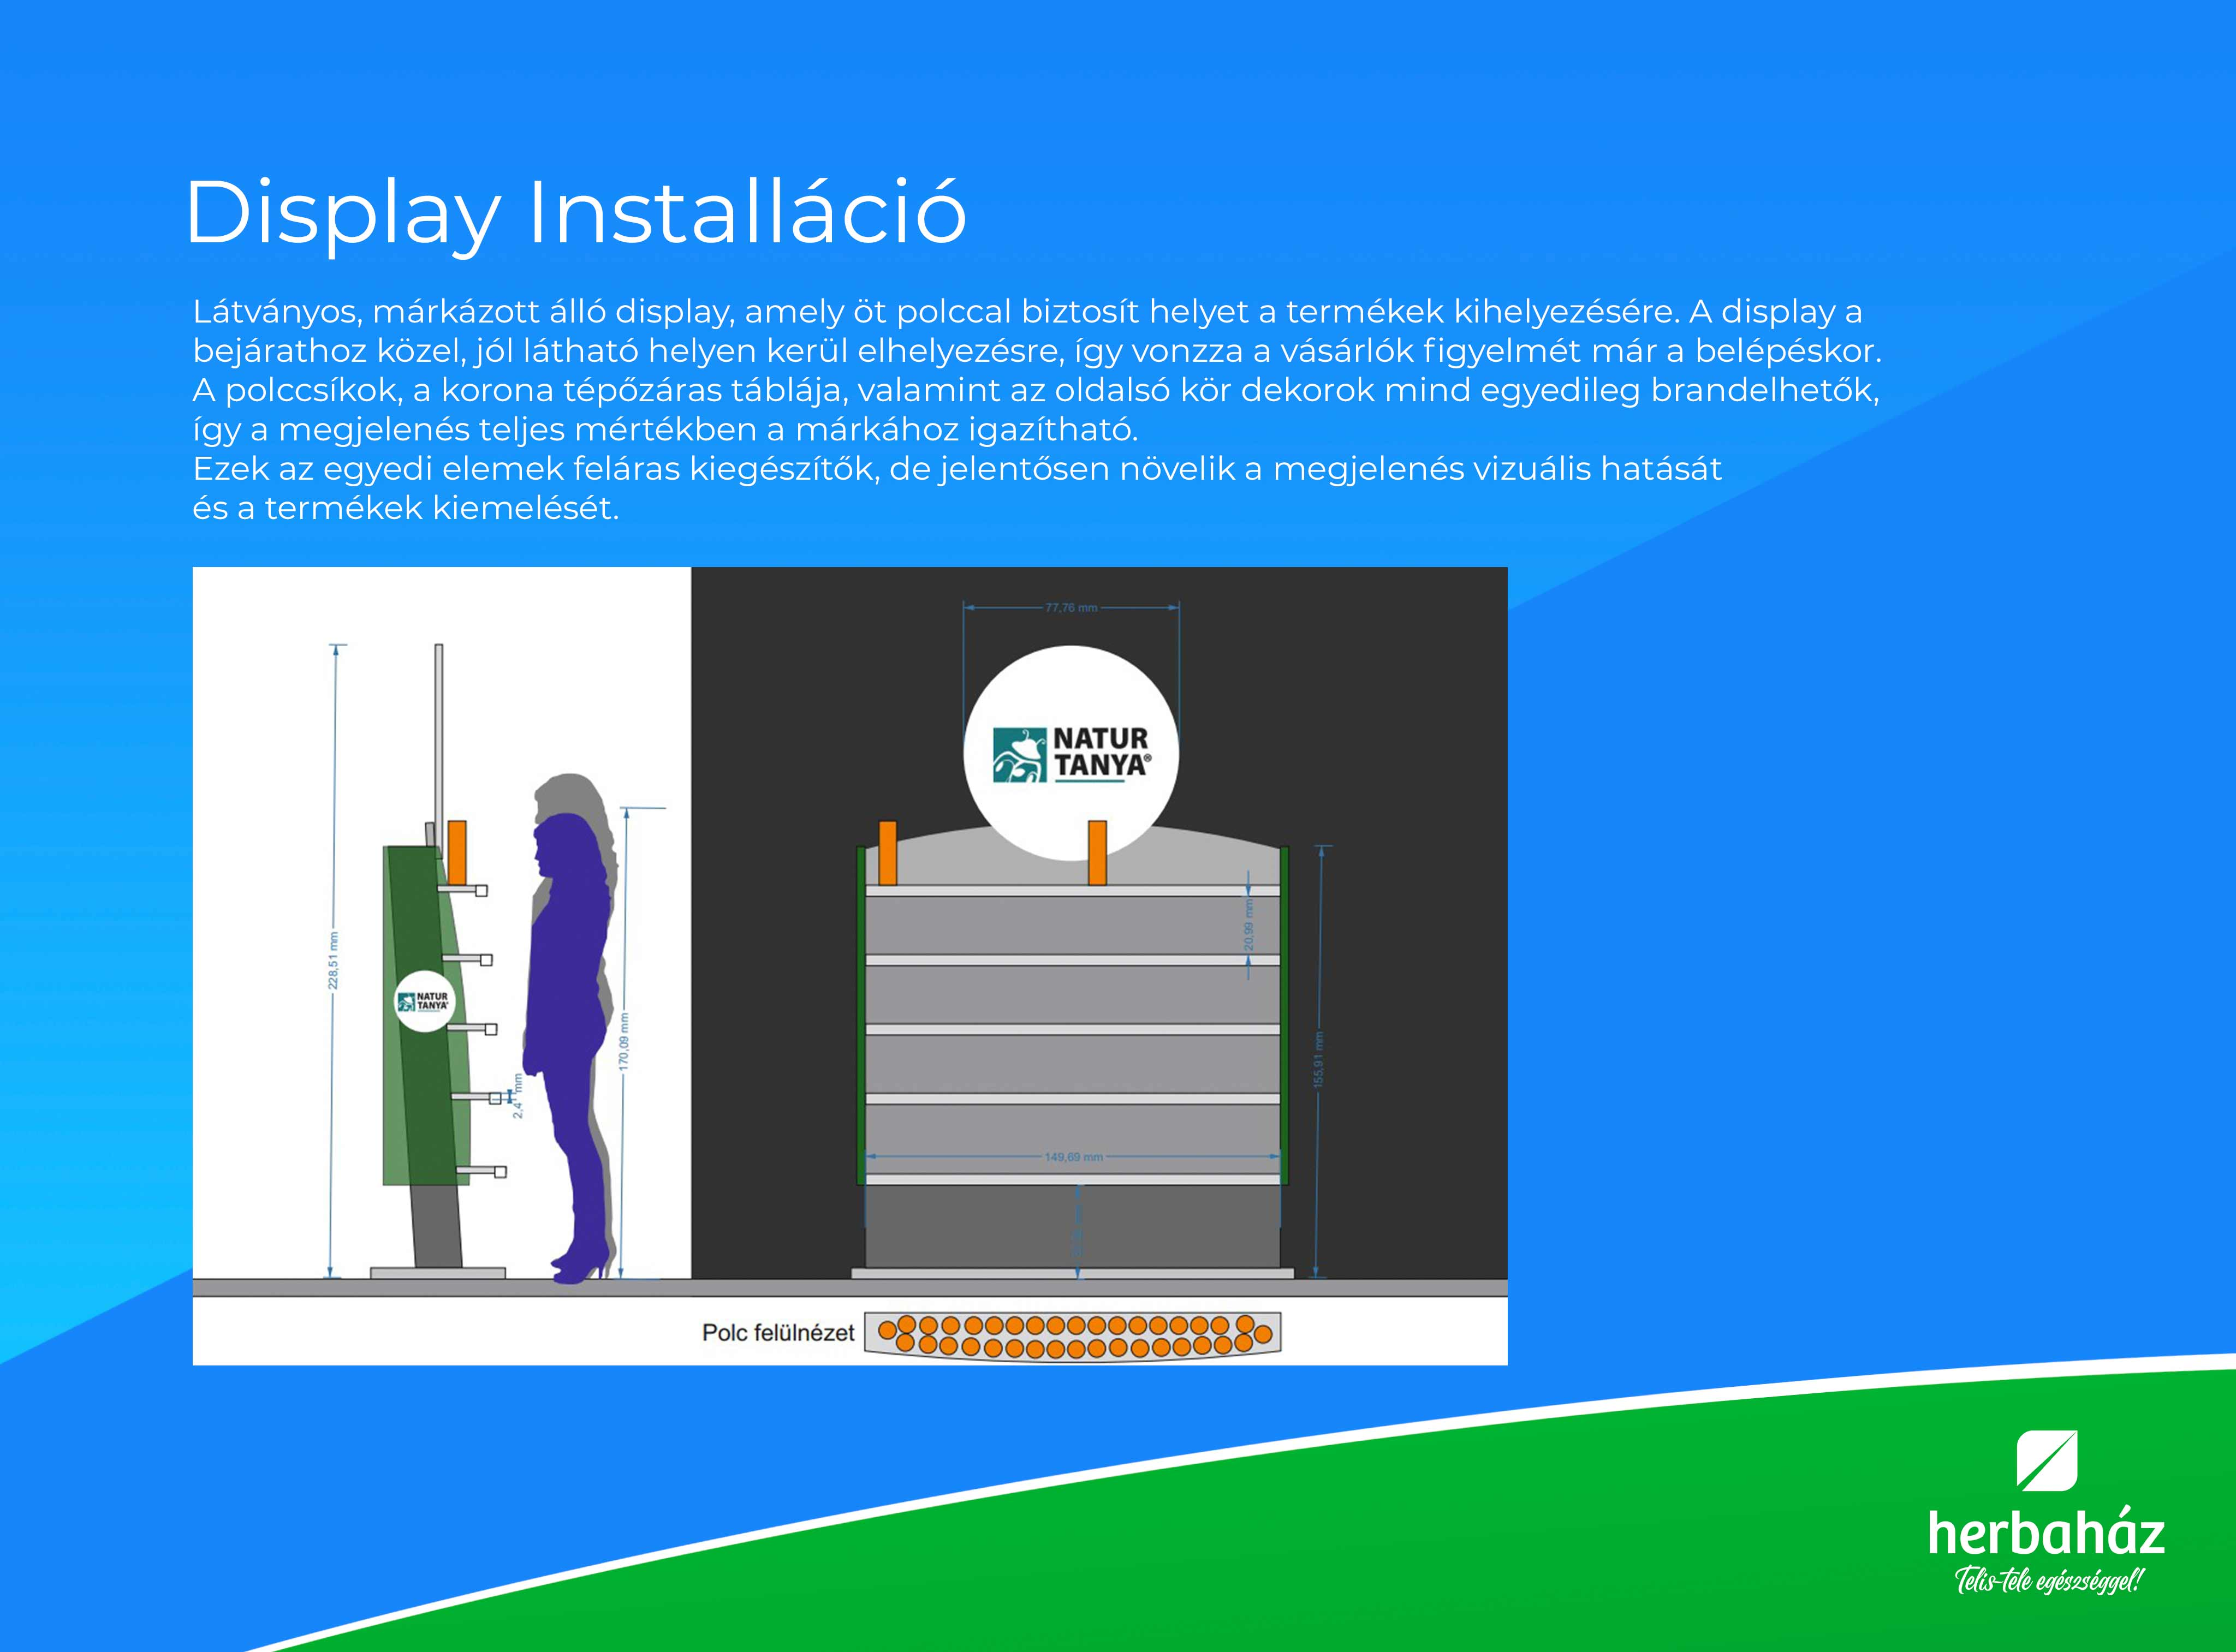 Display Installáció
Látványos, márkázott álló display, amely öt polccal biztosít helyet a termékek kihelyezésére. A display a
bejárathoz közel, jól látható helyen kerül elhelyezésre, így vonzza a vásárlók figyelmét már a belépéskor.
A polccsíkok, a korona tépőzáras táblája, valamint az oldalsó kör dekorok mind egyedileg brandelhetők,
így a megjelenés teljes mértékben a márkához igazítható.
Ezek az egyedi elemek feláras kiegészítők, de jelentősen növelik a megjelenés vizuális hatását
és a termékek kiemelését.
77,76 mm
NATUR
TANYA®
228,51 mm
NATUR
TANYA®
170,09 mm
mm
20,99 mm
155,91 mm
149,69 mm
Polc felülnézet
herbaház
Telis-tele egészséggel!